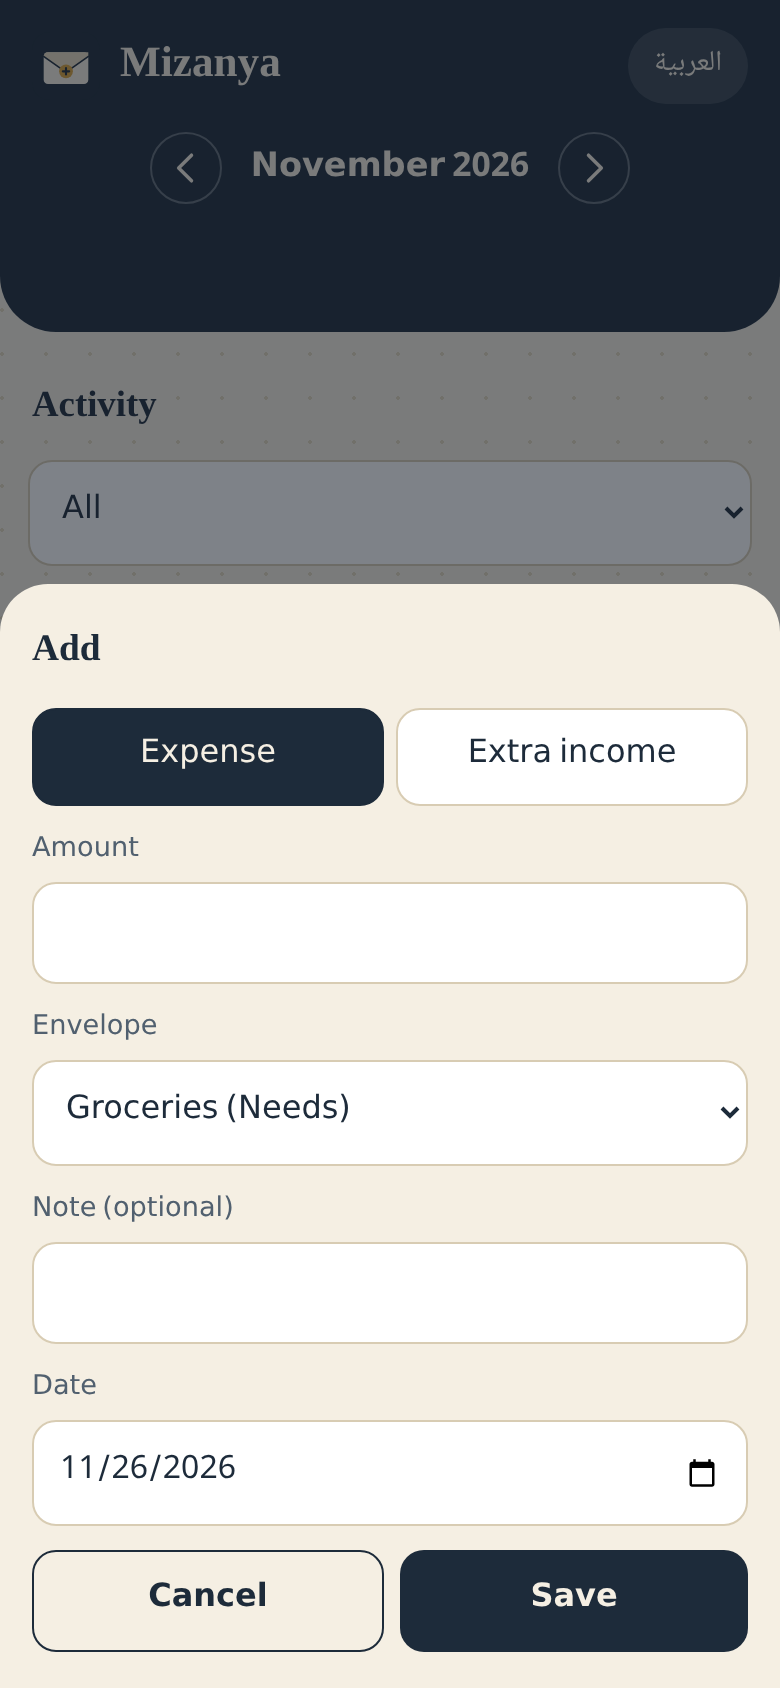 Mizanya
العربية
November 2026
Activity
All
Add
Expense
Extra income
Amount
Envelope
Groceries (Needs)
Note (optional)
Date
11/26/2026
Cancel
Save